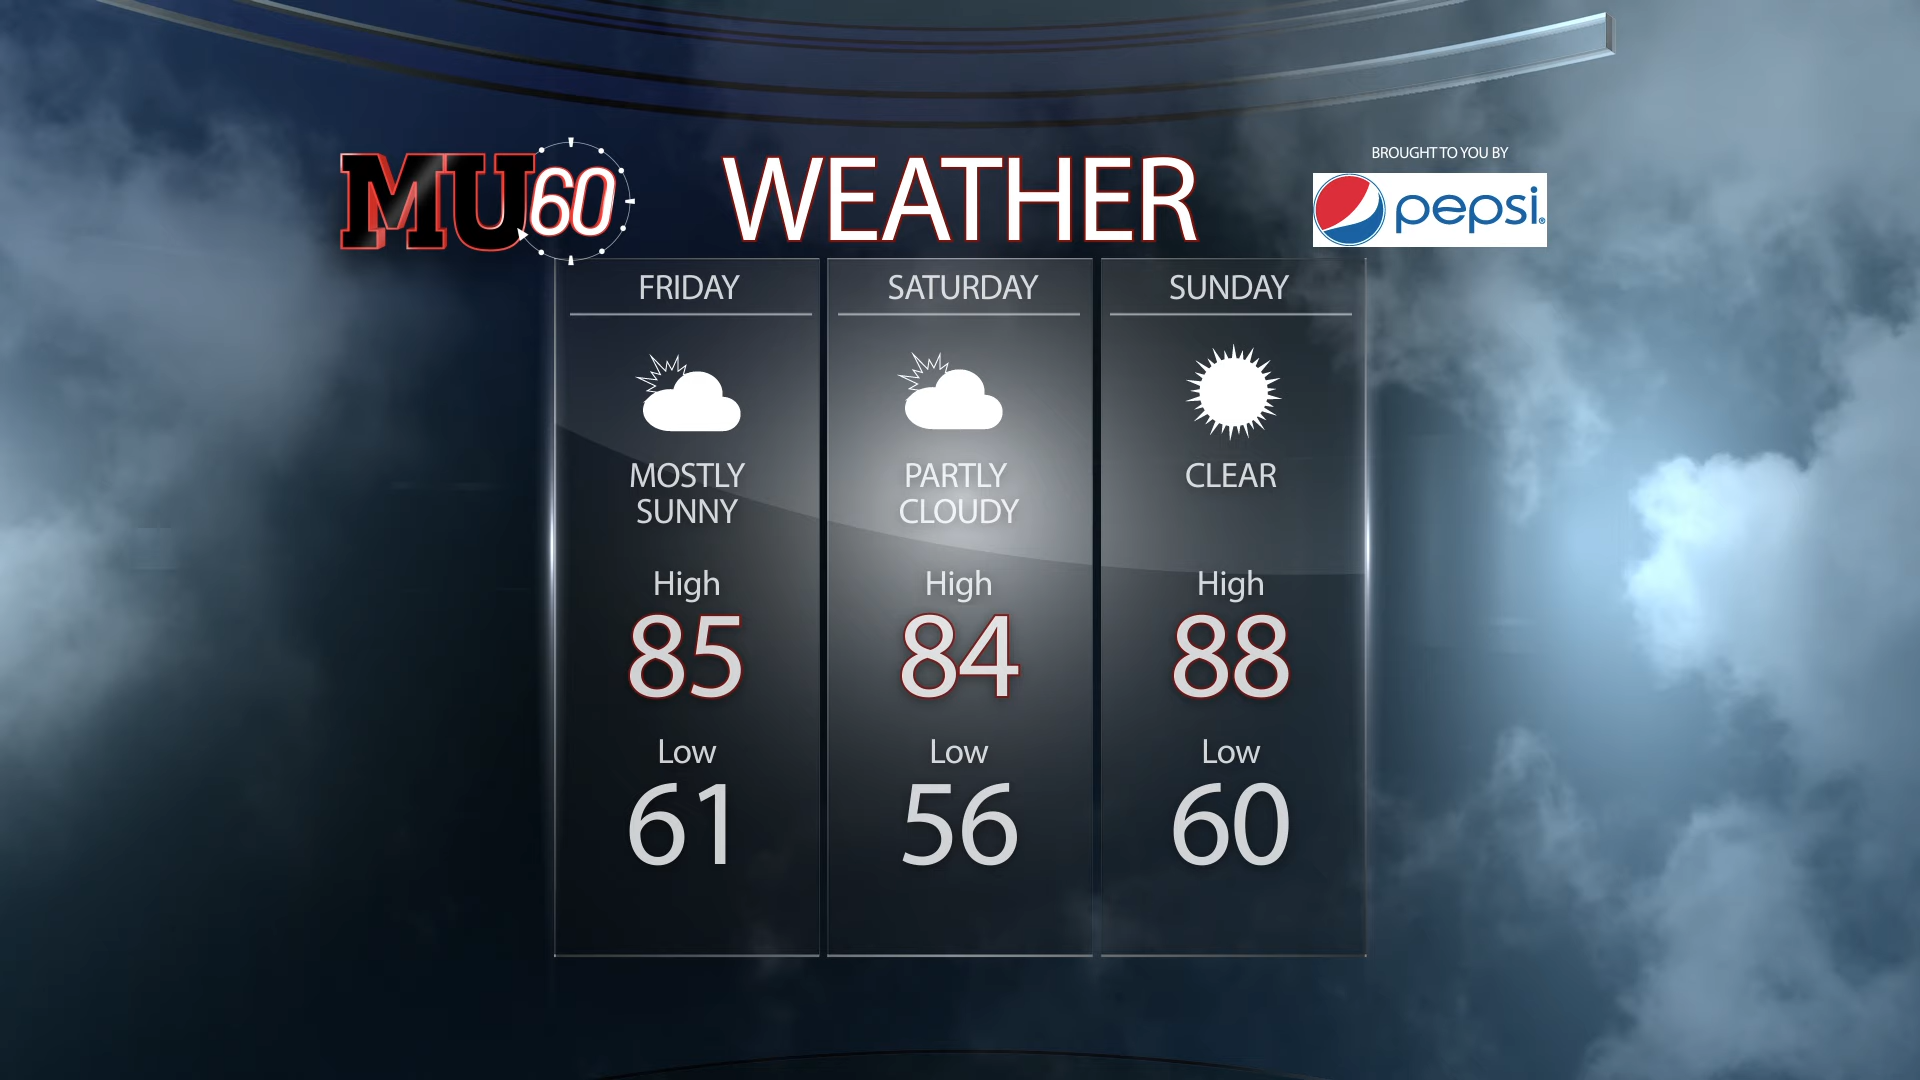 MU60
WEATHER
BROUGHT TO YOU BY
pepsi®
FRIDAY
MOSTLY
SUNNY
High
85
Low
61
SATURDAY
PARTLY
CLOUDY
High
84
Low
56
SUNDAY
CLEAR
High
88
Low
60